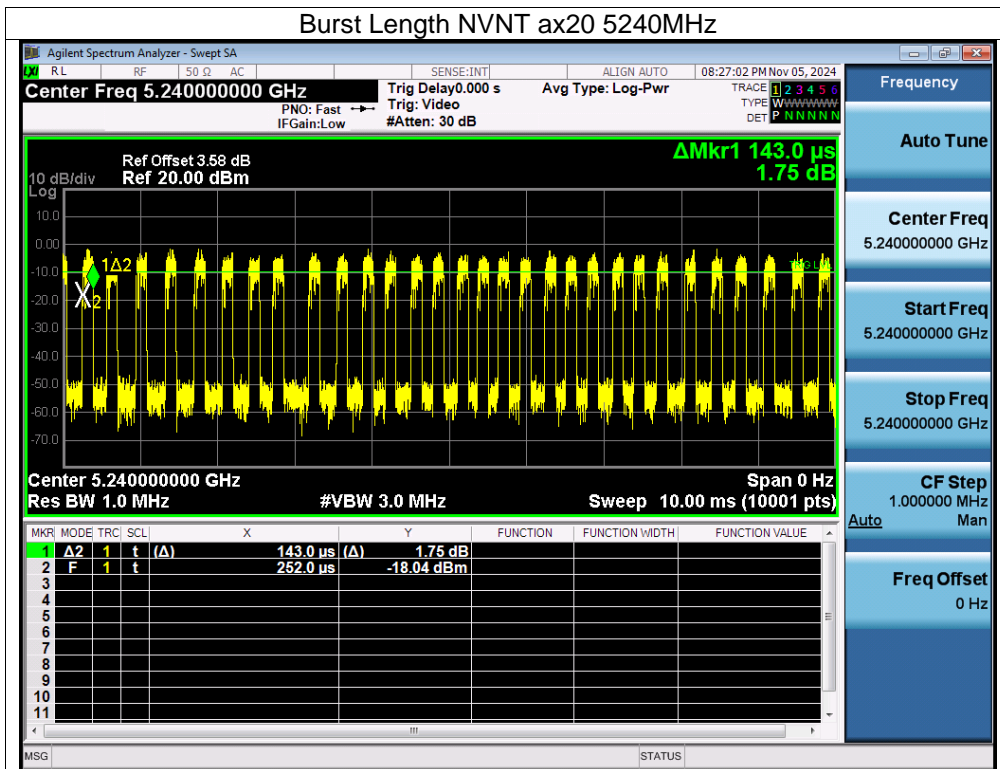 Burst Length NVNT ax20 5240MHz
Agilent Spectrum Analyzer - Swept SA
LXI RL RF 50 Ω AC SENSE:INT ALIGN AUTO 08:27:02 PM Nov 05, 2024
Center Freq 5.240000000 GHz
PNO: Fast
IFGain:Low
Trig Delay0.000 s
Trig: Video
#Atten: 30 dB
Avg Type: Log-Pwr
TRACE 1 2 3 4 5 6
TYPE WWWWWW
DET P N N N N N
Frequency
Auto Tune
Center Freq
5.240000000 GHz
Start Freq
5.240000000 GHz
Stop Freq
5.240000000 GHz
CF Step
1.000000 MHz
Auto Man
Freq Offset
0 Hz
ΔMkr1 143.0 µs
1.75 dB
Ref Offset 3.58 dB
10 dB/div Ref 20.00 dBm
Log
10.0
0.00
-10.0
-20.0
-30.0
-40.0
-50.0
-60.0
-70.0
1Δ2
X2
Center 5.240000000 GHz Span 0 Hz
Res BW 1.0 MHz #VBW 3.0 MHz Sweep 10.00 ms (10001 pts)
MKR MODE TRC SCL X Y FUNCTION FUNCTION WIDTH FUNCTION VALUE
1 Δ2 1 t (Δ) 143.0 µs (Δ) 1.75 dB
2 F 1 t 252.0 µs -18.04 dBm
3
4
5
6
7
8
9
10
11
MSG STATUS